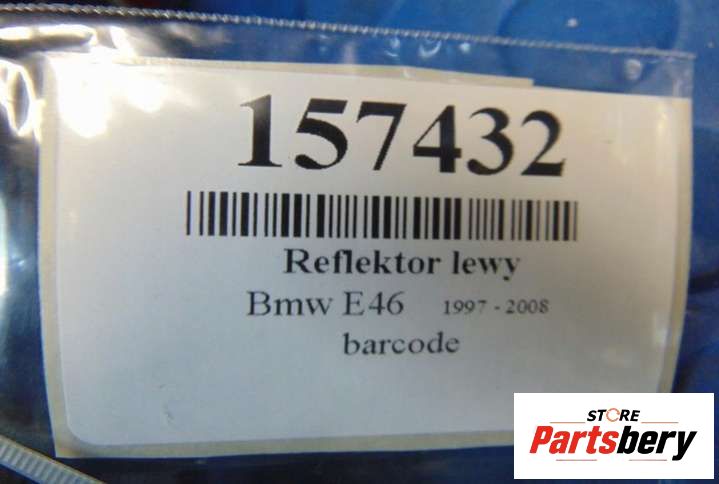 157432
Reflektor lewy
Bmw E46 1997 - 2008
barcode
STORE
Partsbery